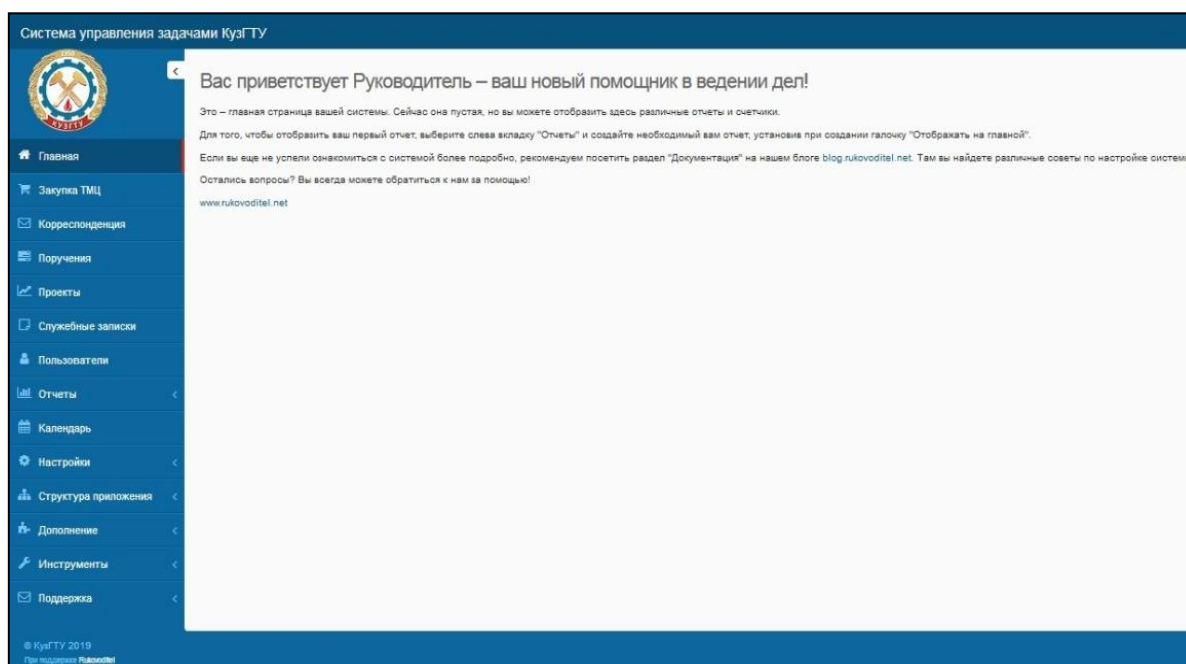 Система управления задачами КузГТУ
1950
КУЗГТУ
Вас приветствует Руководитель – ваш новый помощник в ведении дел!
Это – главная страница вашей системы. Сейчас она пустая, но вы можете отобразить здесь различные отчеты и счетчики.
Для того, чтобы отобразить ваш первый отчет, выберите слева вкладку "Отчеты" и создайте необходимый вам отчет, установив при создании галочку "Отображать на главной".
Если вы еще не успели ознакомиться с системой более подробно, рекомендуем посетить раздел "Документация" на нашем блоге blog.rukovoditel.net. Там вы найдете различные советы по настройке систем
Остались вопросы? Вы всегда можете обратиться к нам за помощью!
www.rukovoditel.net
Главная
Закупка ТМЦ
Корреспонденция
Поручения
Проекты
Служебные записки
Пользователи
Отчеты
Календарь
Настройки
Структура приложения
Дополнение
Инструменты
Поддержка
© КузГТУ 2019
При поддержке Rukovoditel